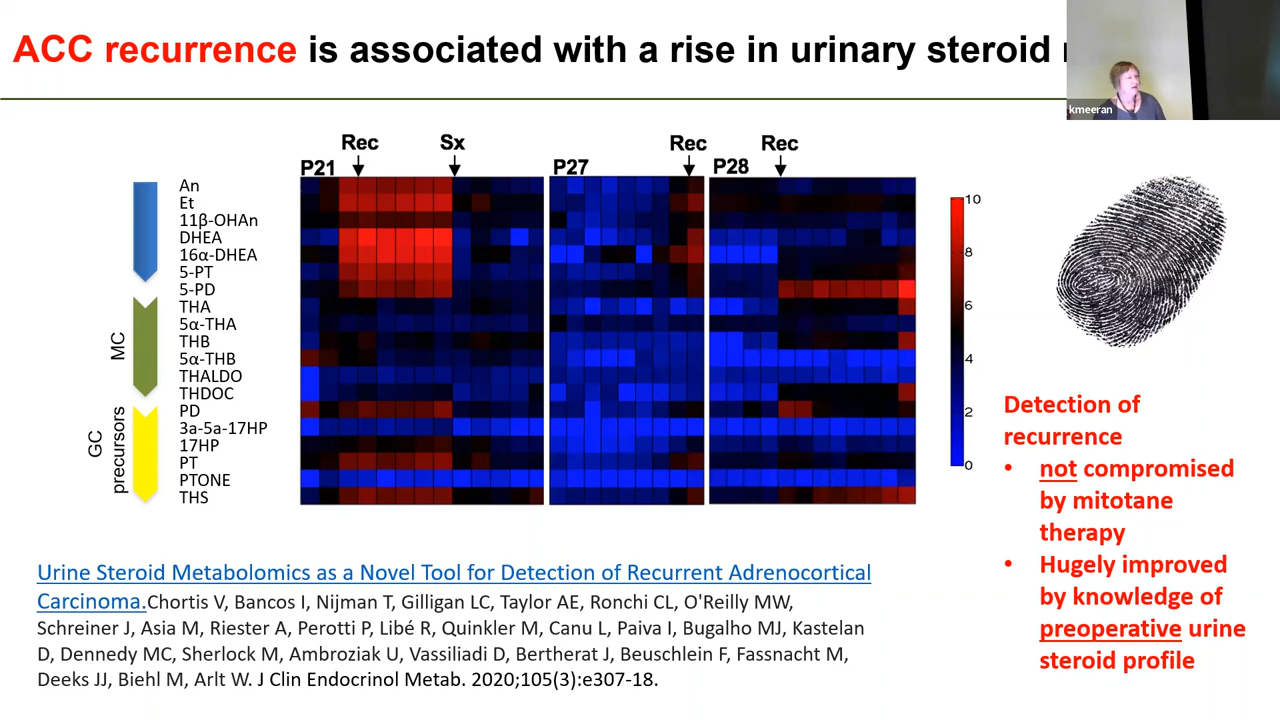 ACC recurrence is associated with a rise in urinary steroid
kmeeran
Rec
Sx
Rec
Rec
P21
P27
P28
An
Et
11β-OHAn
DHEA
16α-DHEA
5-PT
5-PD
THA
5α-THA
THB
5α-THB
THALDO
THDOC
PD
3a-5a-17HP
17HP
PT
PTONE
THS
MC
GC
precursors
10
8
6
4
2
0
Detection of
recurrence
• not compromised
by mitotane
therapy
• Hugely improved
by knowledge of
preoperative urine
steroid profile
Urine Steroid Metabolomics as a Novel Tool for Detection of Recurrent Adrenocortical
Carcinoma.Chortis V, Bancos I, Nijman T, Gilligan LC, Taylor AE, Ronchi CL, O'Reilly MW,
Schreiner J, Asia M, Riester A, Perotti P, Libé R, Quinkler M, Canu L, Paiva I, Bugalho MJ, Kastelan
D, Dennedy MC, Sherlock M, Ambroziak U, Vassiliadi D, Bertherat J, Beuschlein F, Fassnacht M,
Deeks JJ, Biehl M, Arlt W. J Clin Endocrinol Metab. 2020;105(3):e307-18.